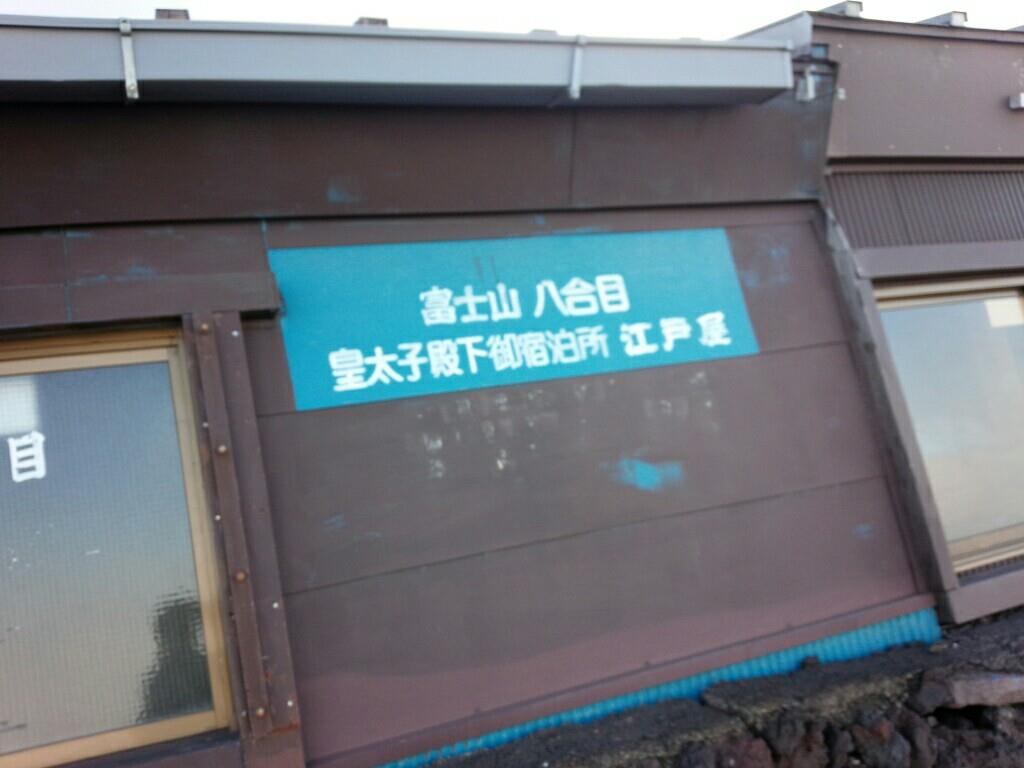 富士山 八合目
皇太子殿下御宿泊所 江戸屋
目